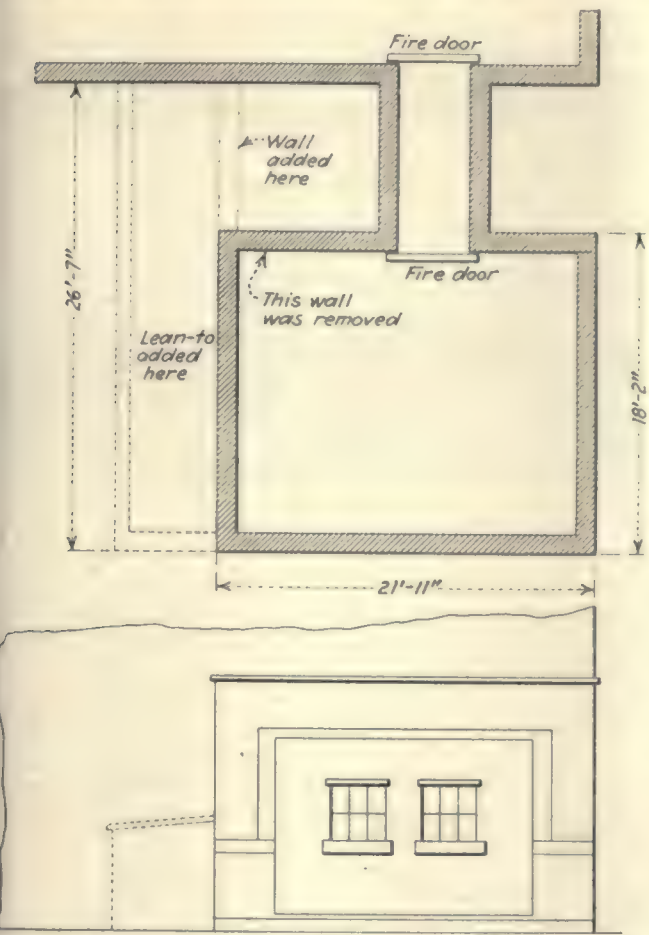 Fire door
Wall
added
here
26'-7"
Fire door
This wall
was removed
Lean-to
added
here
18'-2"
21'-11"